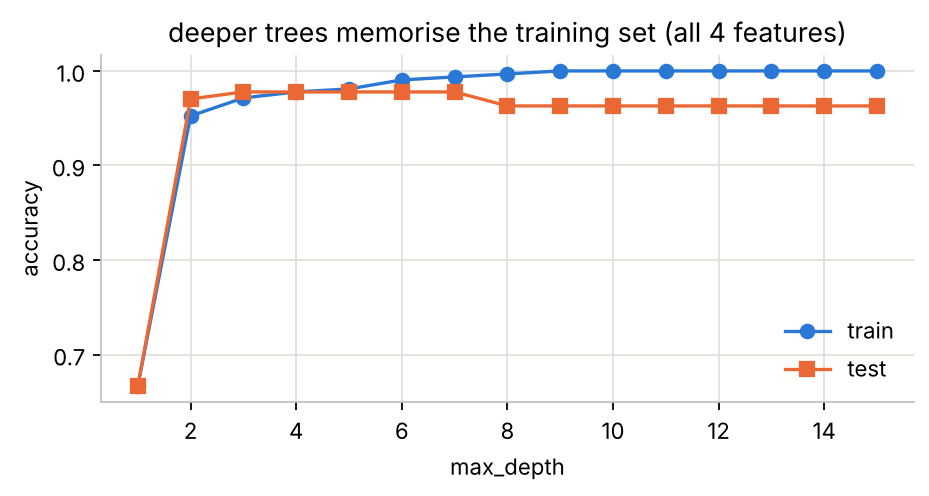 deeper trees memorise the training set (all 4 features)
1.0
0.9
0.8
0.7
accuracy
train
test
2 4 6 8 10 12 14
max_depth